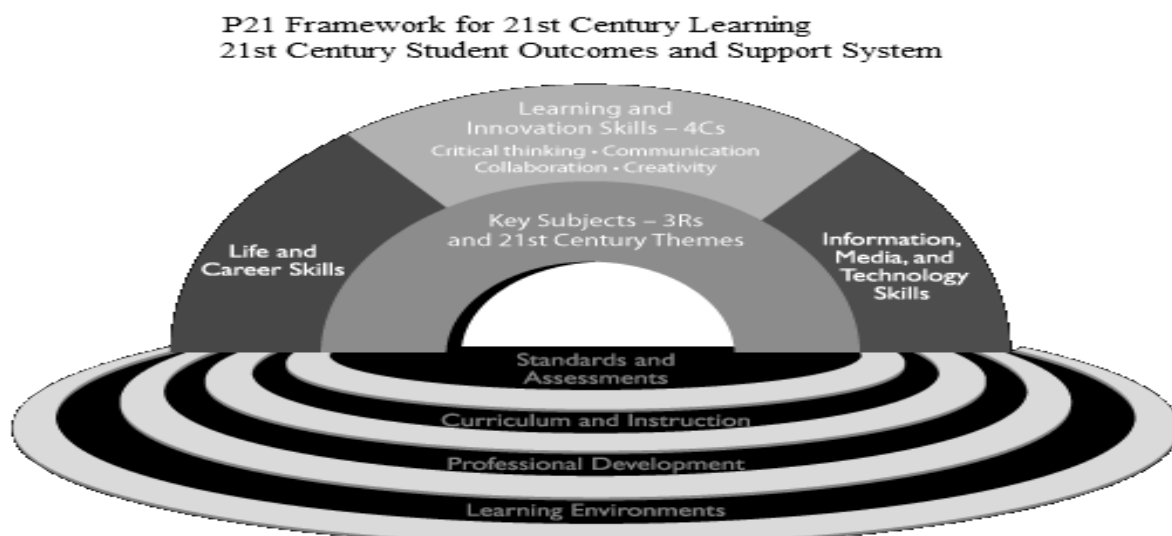 P21 Framework for 21st Century Learning
21st Century Student Outcomes and Support System
Learning and
Innovation Skills – 4Cs
Critical thinking • Communication
Collaboration • Creativity
Key Subjects – 3Rs
and 21st Century Themes
Life and
Career Skills
Information,
Media, and
Technology
Skills
Standards and
Assessments
Curriculum and Instruction
Professional Development
Learning Environments